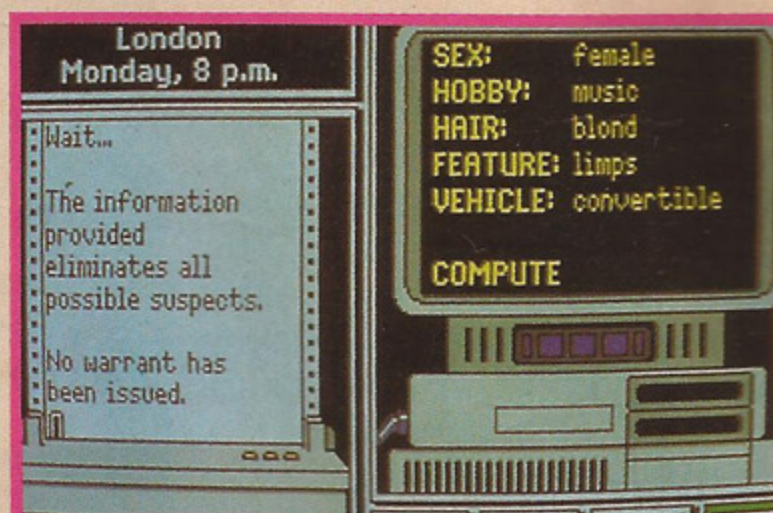 London
Monday, 8 p.m.
Wait...
The information
provided
eliminates all
possible suspects.
No warrant has
been issued.
SEX: female
HOBBY: music
HAIR: blond
FEATURE: limps
VEHICLE: convertible
COMPUTE